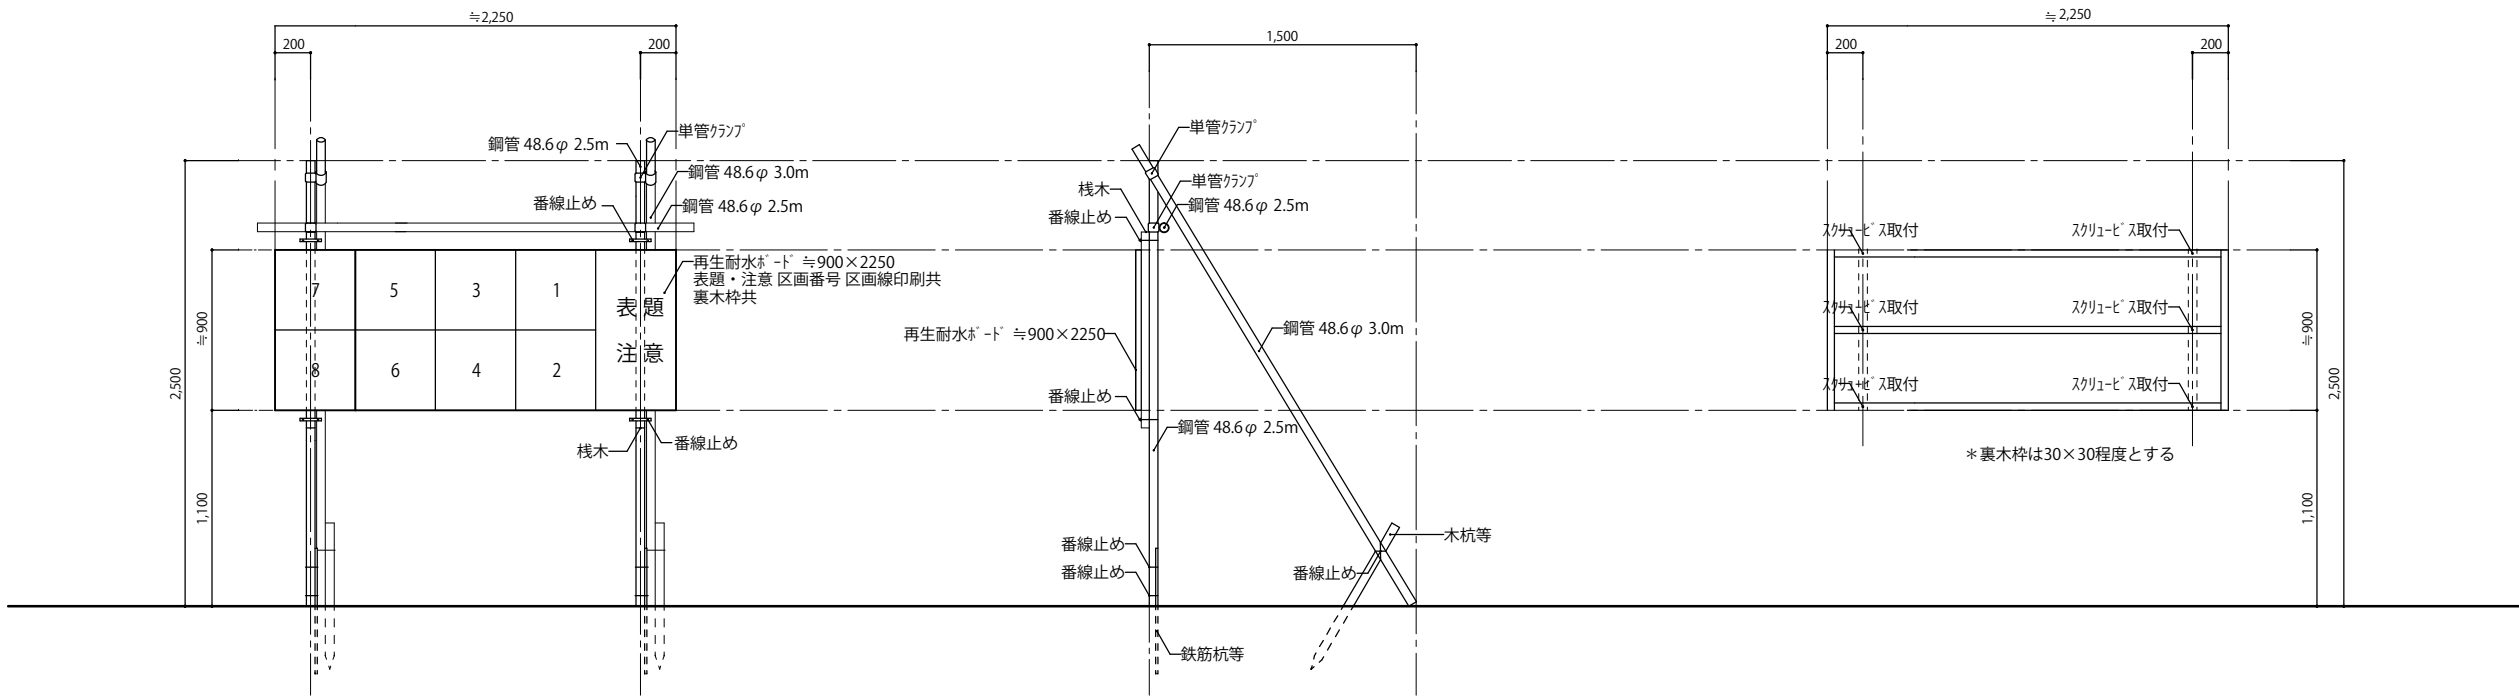 ≒2,250
200
200
鋼管 48.6φ 2.5m
単管ｸﾗﾝﾌﾟ
鋼管 48.6φ 3.0m
番線止め
鋼管 48.6φ 2.5m
再生耐水ﾎﾞｰﾄﾞ ≒900×2250
表題・注意 区画番号 区画線印刷共
裏木枠共
7
5
3
1
表 題
8
6
4
2
注 意
≒900
2,500
1,100
桟木
番線止め
1,500
単管ｸﾗﾝﾌﾟ
単管ｸﾗﾝﾌﾟ
桟木
鋼管 48.6φ 2.5m
番線止め
再生耐水ﾎﾞｰﾄﾞ ≒900×2250
鋼管 48.6φ 3.0m
番線止め
鋼管 48.6φ 2.5m
木杭等
番線止め
番線止め
番線止め
鉄筋杭等
≒2,250
200
200
ｽｸﾘｭｰﾋﾞｽ取付
ｽｸﾘｭｰﾋﾞｽ取付
ｽｸﾘｭｰﾋﾞｽ取付
ｽｸﾘｭｰﾋﾞｽ取付
ｽｸﾘｭｰﾋﾞｽ取付
ｽｸﾘｭｰﾋﾞｽ取付
≒900
2,500
1,100
＊裏木枠は30×30程度とする